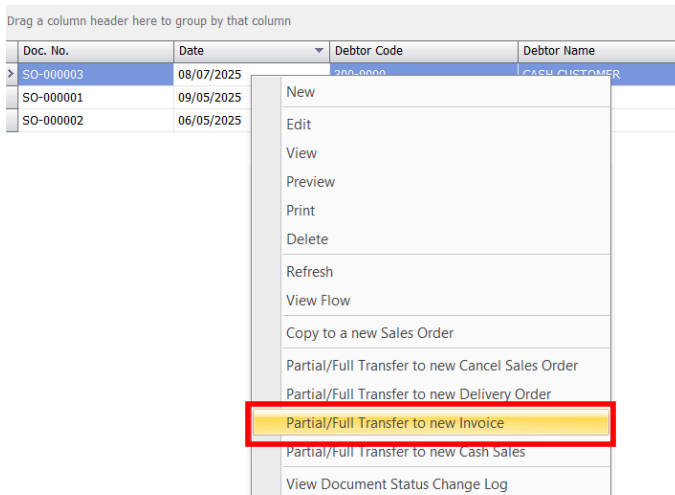 Drag a column header here to group by that column
Doc. No. Date Debtor Code Debtor Name
SO-000003 08/07/2025 300-0000 CASH CUSTOMER
SO-000001 09/05/2025
SO-000002 06/05/2025
New
Edit
View
Preview
Print
Delete
Refresh
View Flow
Copy to a new Sales Order
Partial/Full Transfer to new Cancel Sales Order
Partial/Full Transfer to new Delivery Order
Partial/Full Transfer to new Invoice
Partial/Full Transfer to new Cash Sales
View Document Status Change Log